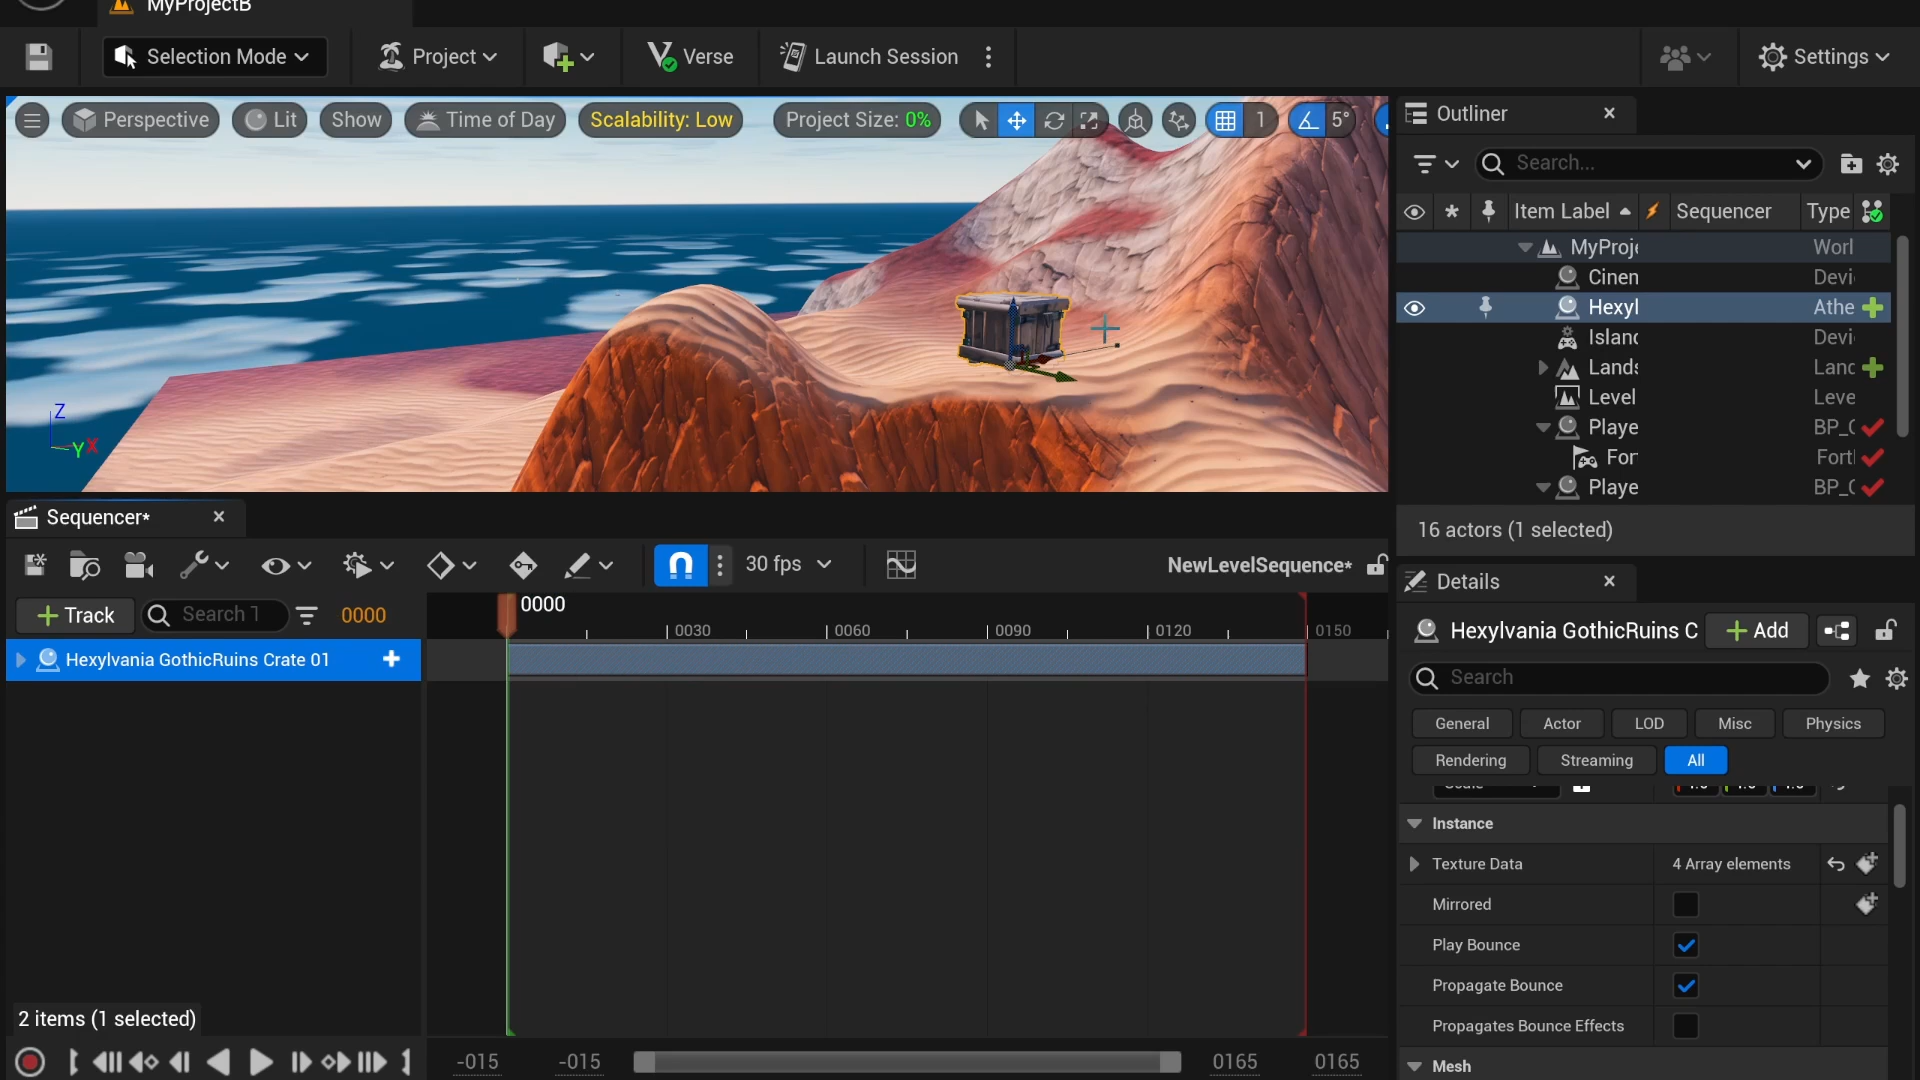 MyProjectB
Selection Mode
Project
Verse
Launch Session
Settings
Perspective
Lit
Show
Time of Day
Scalability: Low
Project Size: 0%
1
5°
Z
Y
X
Outliner
Search...
Item Label
Sequencer
Type
MyProje
Worl
Cinen
Devi
Hexyl
Athe
Islanc
Devi
Lands
Lanc
Level
Leve
Playe
BP_C
For
Fort
Playe
BP_C
16 actors (1 selected)
Sequencer*
30 fps
NewLevelSequence*
Track
Search T
0000
0000
0030
0060
0090
0120
0150
Hexylvania GothicRuins Crate 01
2 items (1 selected)
-015
-015
0165
0165
Details
Hexylvania GothicRuins C
Add
Search
General
Actor
LOD
Misc
Physics
Rendering
Streaming
All
Instance
Texture Data
4 Array elements
Mirrored
Play Bounce
Propagate Bounce
Propagates Bounce Effects
Mesh